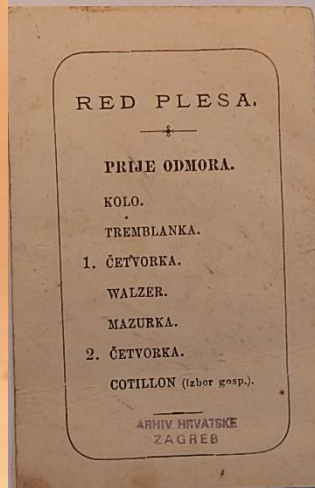 RED PLESA.
PRIJE ODMORA.
KOLO.
TREMBLANKA.
1. ČETVORKA.
WALZER.
MAZURKA.
2. ČETVORKA.
COTILLON (Izbor gosp.).
ARHIV HRVATSKE
ZAGREB